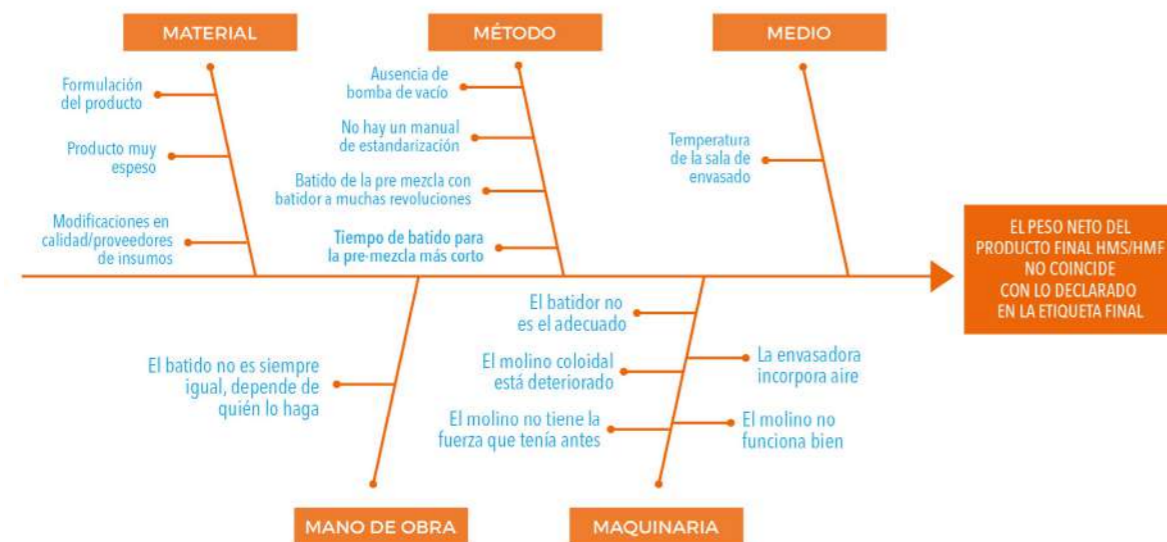 MATERIAL
MÉTODO
MEDIO
Formulación
del producto
Producto muy
espeso
Modificaciones en
calidad/proveedores
de insumos
Ausencia de
bomba de vacío
No hay un manual
de estandarización
Batido de la pre mezcla con
batidor a muchas revoluciones
Tiempo de batido para
la pre-mezcla más corto
Temperatura
de la sala de
envasado
EL PESO NETO DEL
PRODUCTO FINAL HMS/HMF
NO COINCIDE
CON LO DECLARADO
EN LA ETIQUETA FINAL
El batido no es siempre
igual, depende de
quién lo haga
El batidor no
es el adecuado
El molino coloidal
está deteriorado
El molino no tiene la
fuerza que tenía antes
La envasadora
incorpora aire
El molino no
funciona bien
MANO DE OBRA
MAQUINARIA